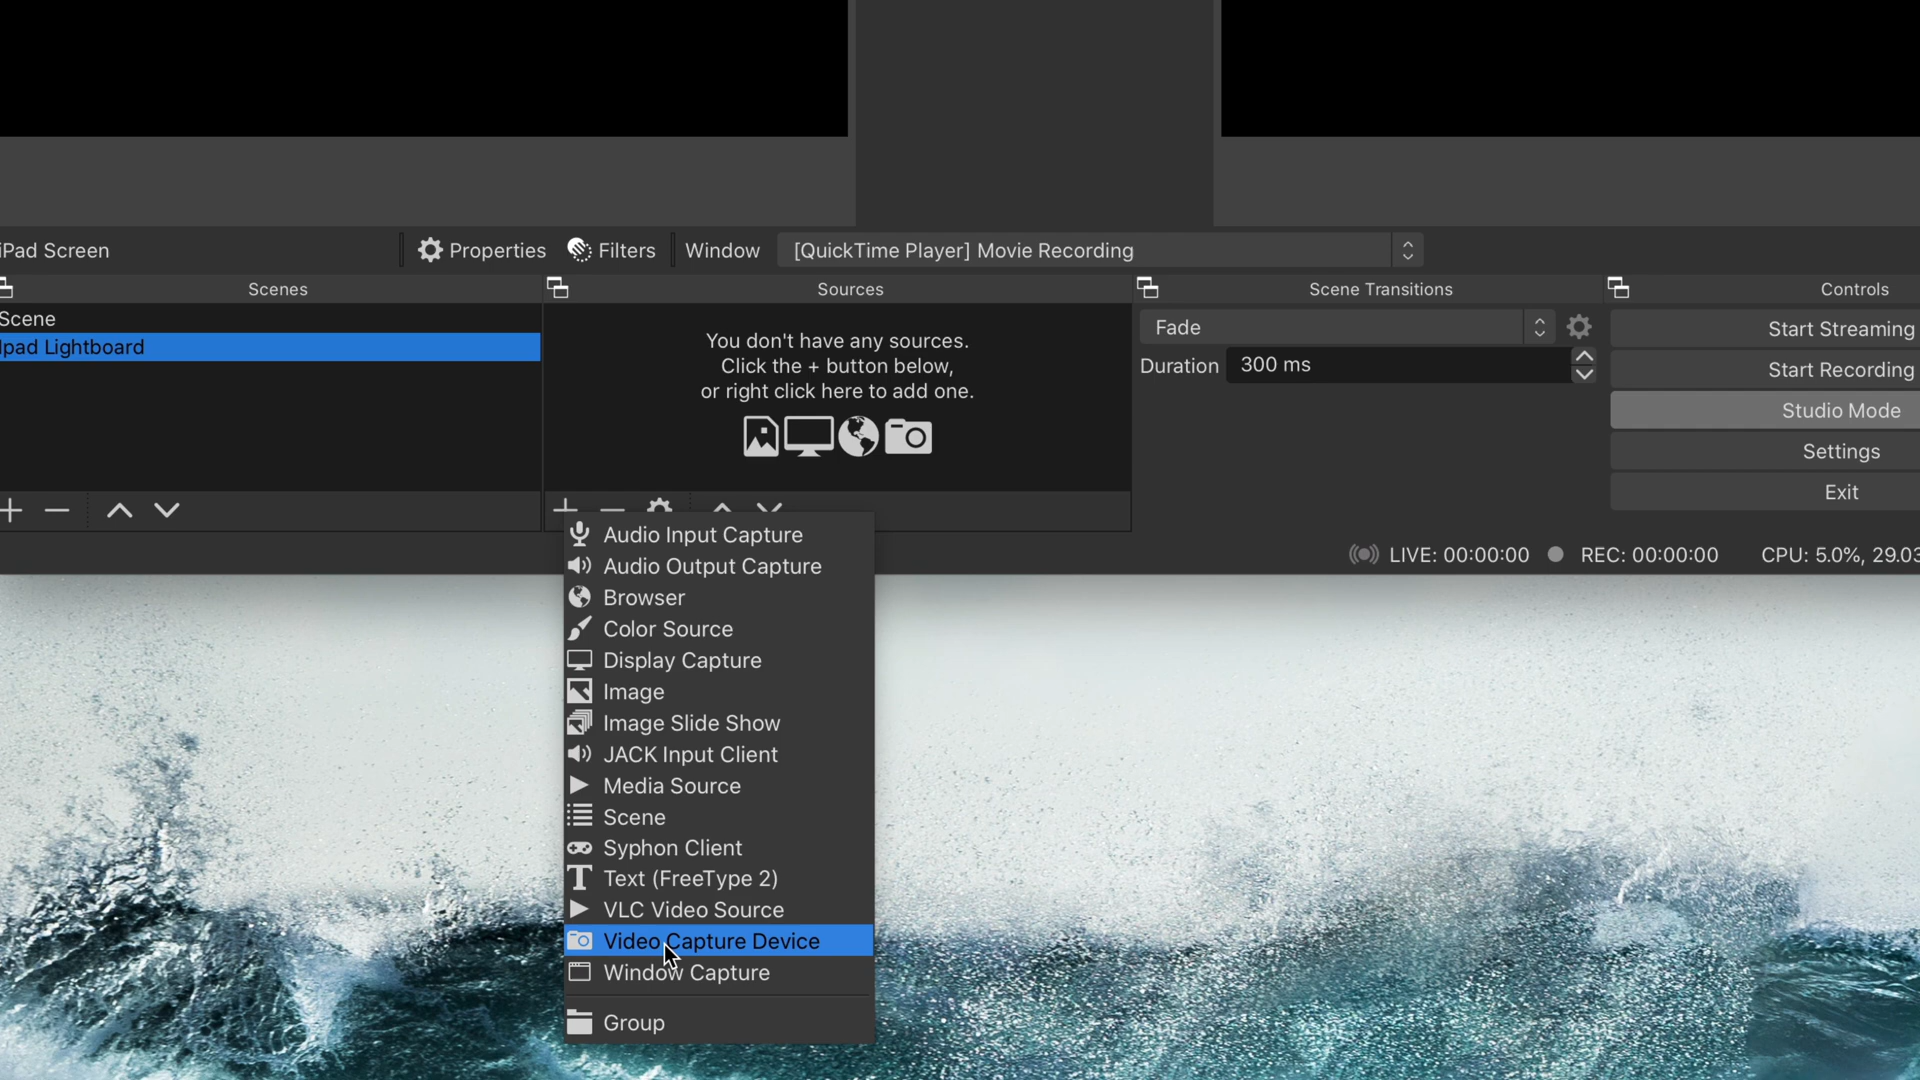 iPad Screen
Properties
Filters
Window
[QuickTime Player] Movie Recording
Scenes
Sources
Scene Transitions
Controls
Scene
Ipad Lightboard
You don't have any sources.
Click the + button below,
or right click here to add one.
Fade
Duration
300 ms
Start Streaming
Start Recording
Studio Mode
Settings
Exit
Audio Input Capture
Audio Output Capture
Browser
Color Source
Display Capture
Image
Image Slide Show
JACK Input Client
Media Source
Scene
Syphon Client
Text (FreeType 2)
VLC Video Source
Video Capture Device
Window Capture
Group
LIVE: 00:00:00
REC: 00:00:00
CPU: 5.0%, 29.03